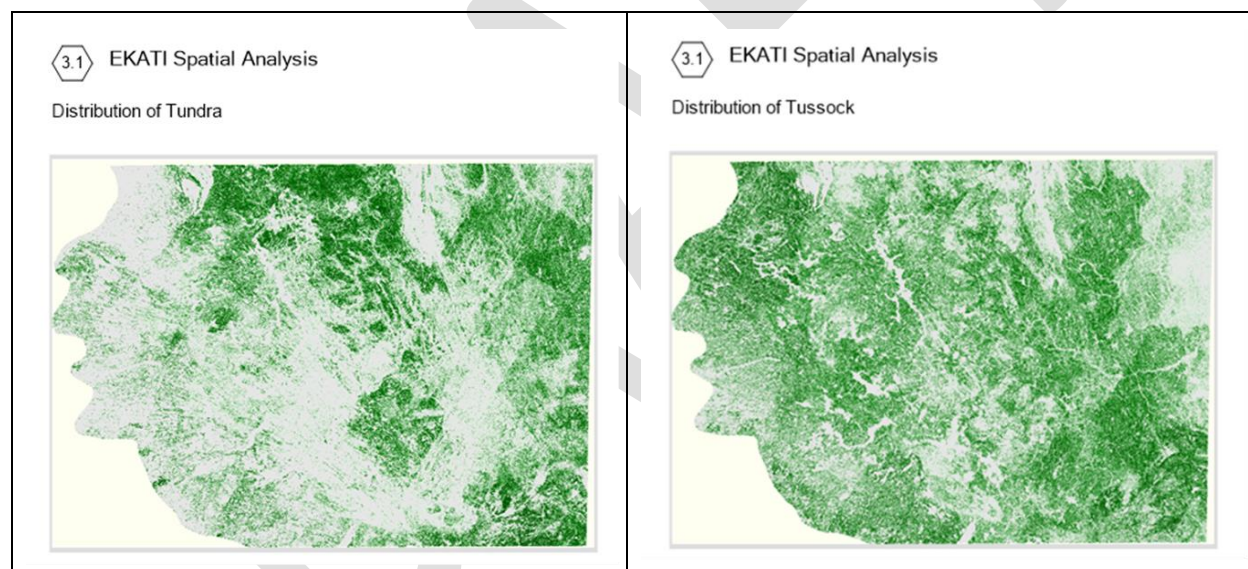 3.1 EKATI Spatial Analysis
Distribution of Tundra
3.1 EKATI Spatial Analysis
Distribution of Tussock